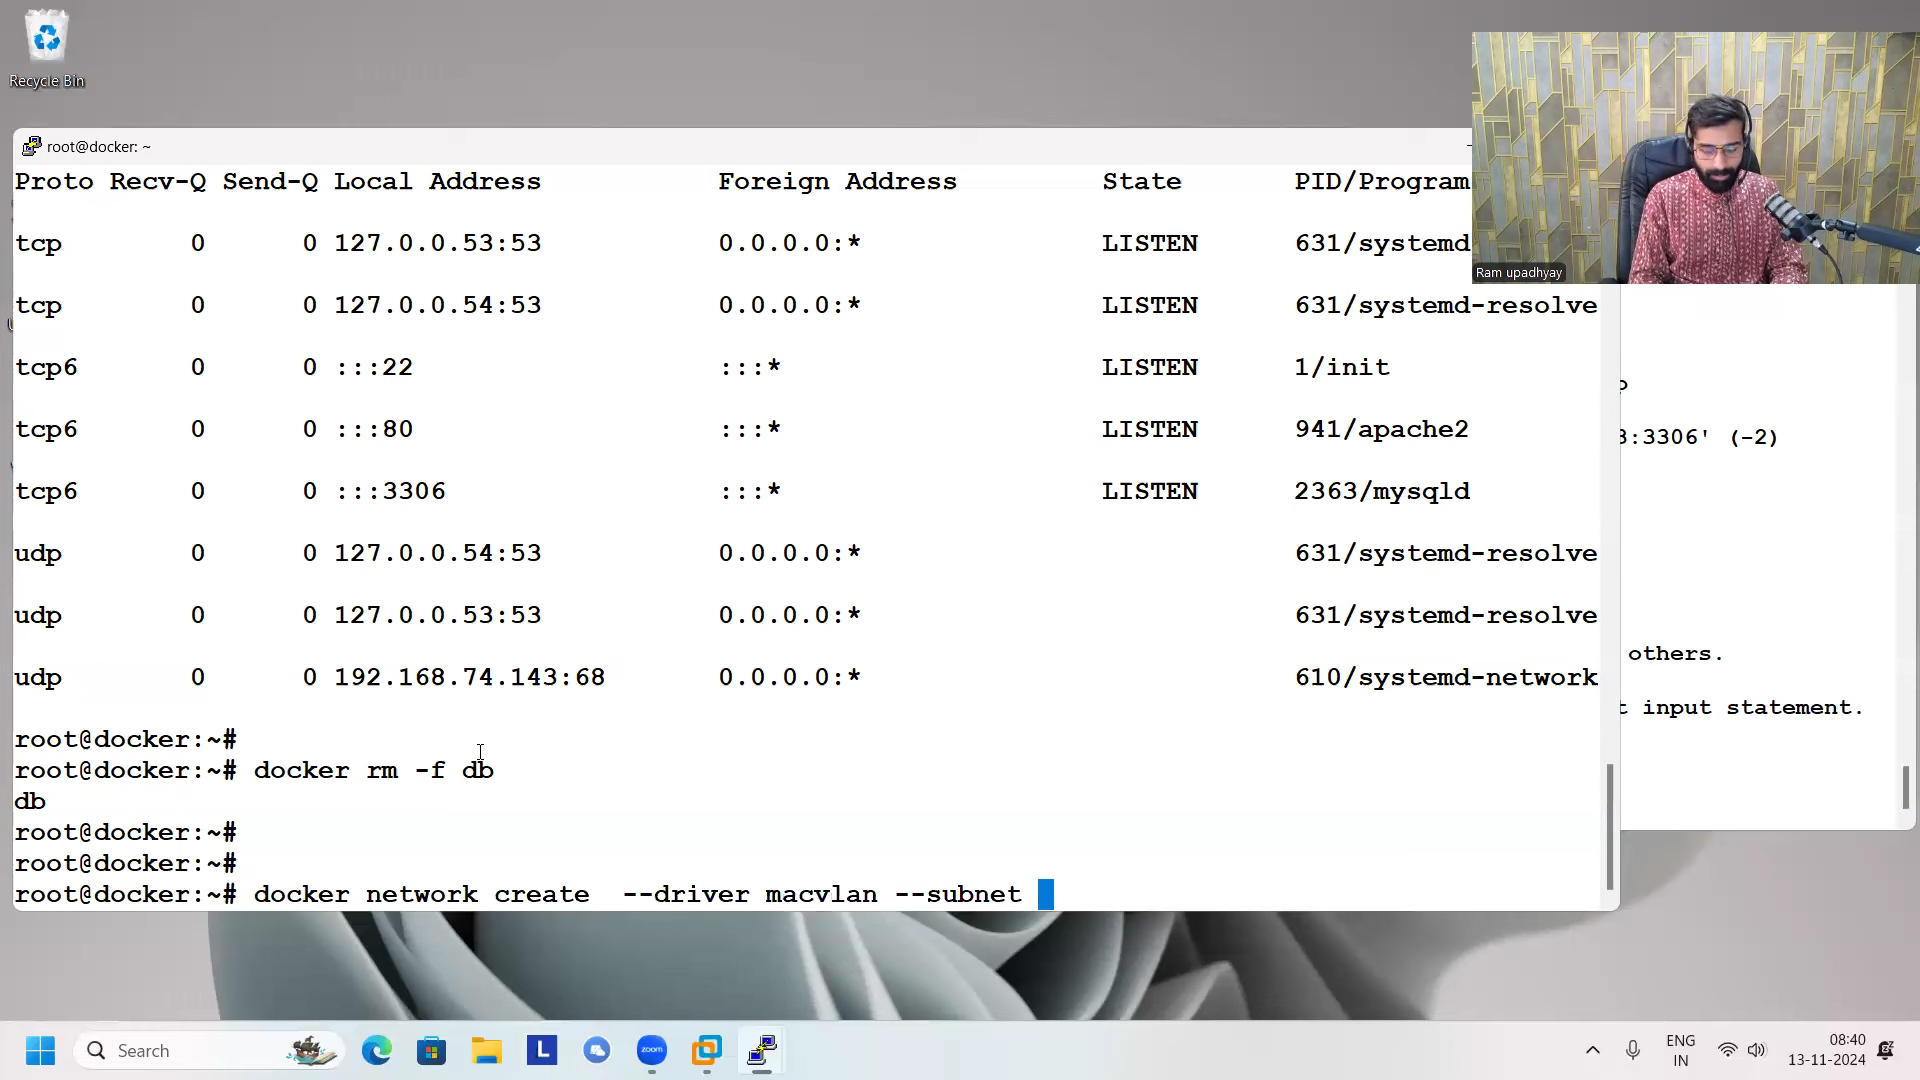 Recycle Bin
Ram upadhyay
root@docker: ~
Proto Recv-Q Send-Q Local Address Foreign Address State PID/Program
tcp 0 0 127.0.0.53:53 0.0.0.0:* LISTEN 631/systemd
tcp 0 0 127.0.0.54:53 0.0.0.0:* LISTEN 631/systemd-resolve
tcp6 0 0 :::22 :::* LISTEN 1/init
tcp6 0 0 :::80 :::* LISTEN 941/apache2
tcp6 0 0 :::3306 :::* LISTEN 2363/mysqld
udp 0 0 127.0.0.54:53 0.0.0.0:* 631/systemd-resolve
udp 0 0 127.0.0.53:53 0.0.0.0:* 631/systemd-resolve
udp 0 0 192.168.74.143:68 0.0.0.0:* 610/systemd-network
root@docker:~#
root@docker:~# docker rm -f db
db
root@docker:~#
root@docker:~#
root@docker:~# docker network create --driver macvlan --subnet
:3306' (-2)
others.
input statement.
Search
L
zoom
ENG
IN
08:40
13-11-2024